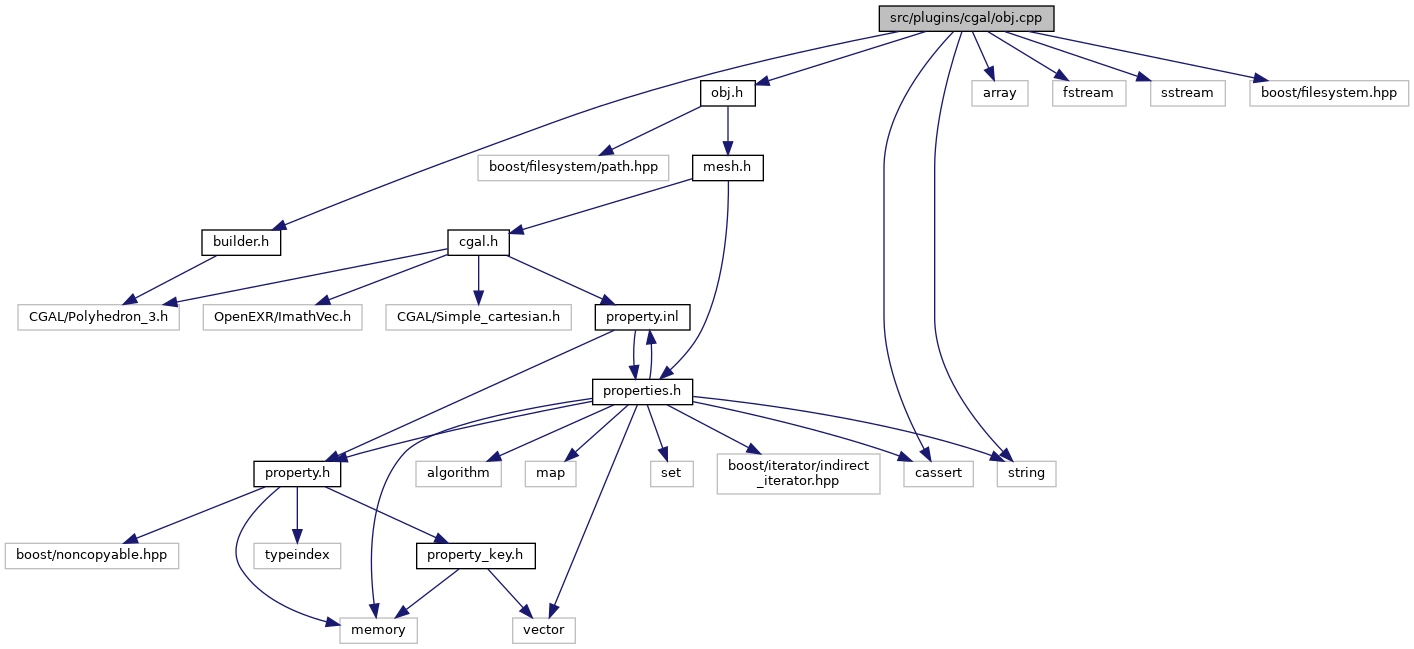 src/plugins/cgal/obj.cpp
obj.h
array
fstream
sstream
boost/filesystem.hpp
boost/filesystem/path.hpp
mesh.h
builder.h
cgal.h
CGAL/Polyhedron_3.h
OpenEXR/ImathVec.h
CGAL/Simple_cartesian.h
property.inl
properties.h
property.h
algorithm
map
set
boost/iterator/indirect
_iterator.hpp
cassert
string
boost/noncopyable.hpp
typeindex
property_key.h
memory
vector